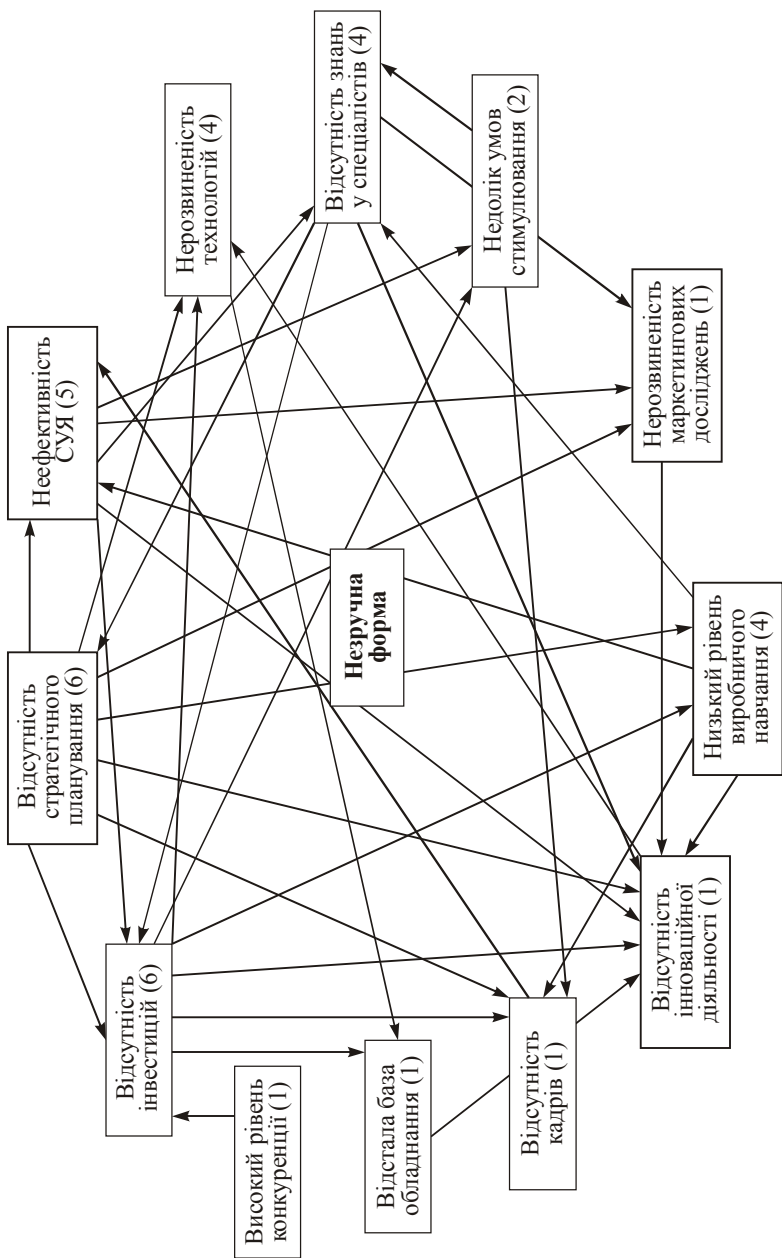 Відсутність
стратегічного
планування (6)
Неефективність
СУЯ (5)
Нерозвиненість
технологій (4)
Відсутність знань
у спеціалістів (4)
Недолік умов
стимулювання (2)
Нерозвиненість
маркетингових
досліджень (1)
Низький рівень
виробничого
навчання (4)
Відсутність
інноваційної
діяльності (1)
Відсутність
кадрів (1)
Відстала база
обладнання (1)
Високий рівень
конкуренції (1)
Відсутність
інвестицій (6)
Незручна
форма